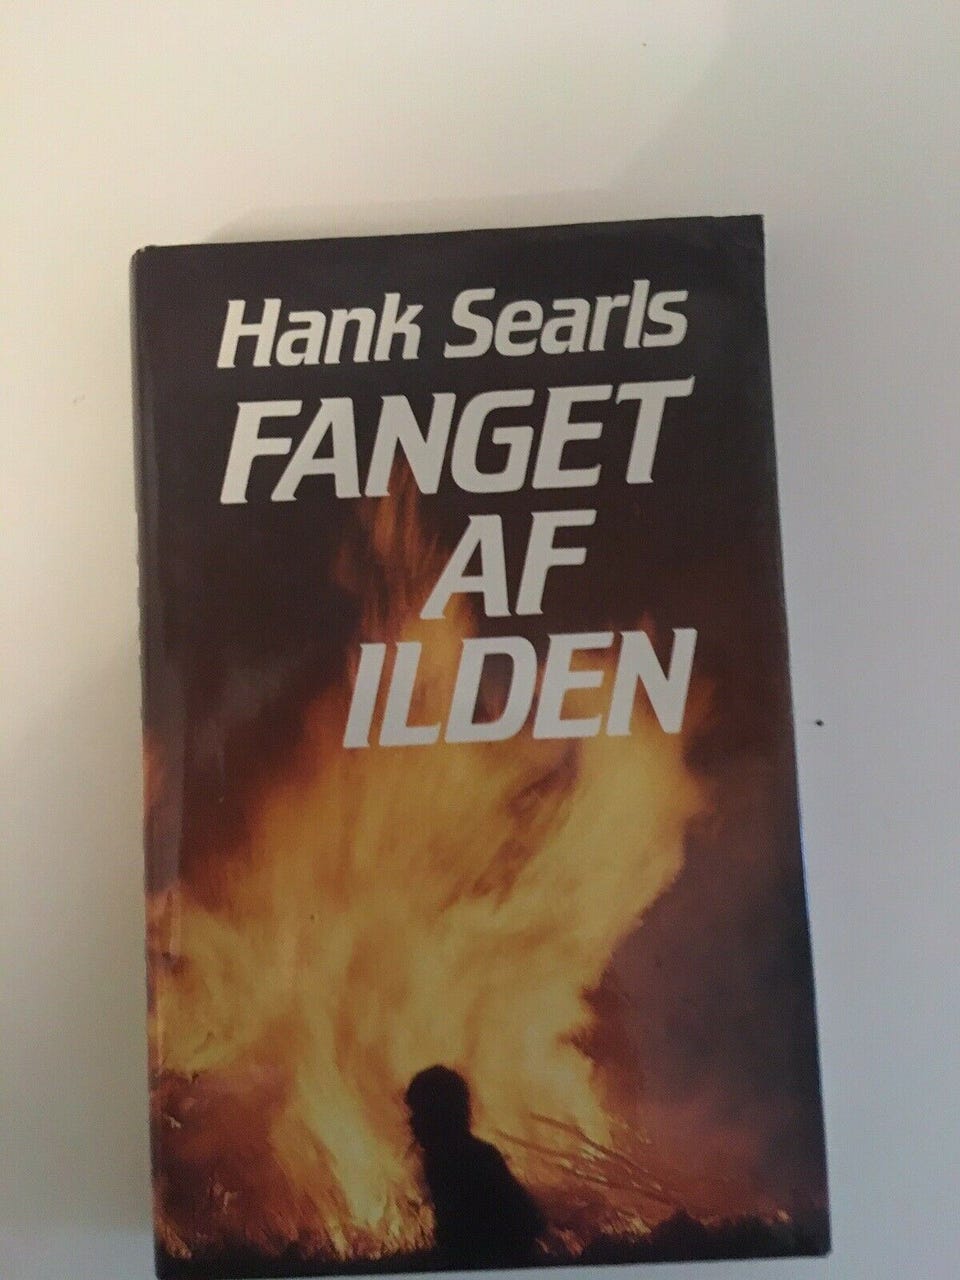 Hank Searls
FANGET
AF
ILDEN